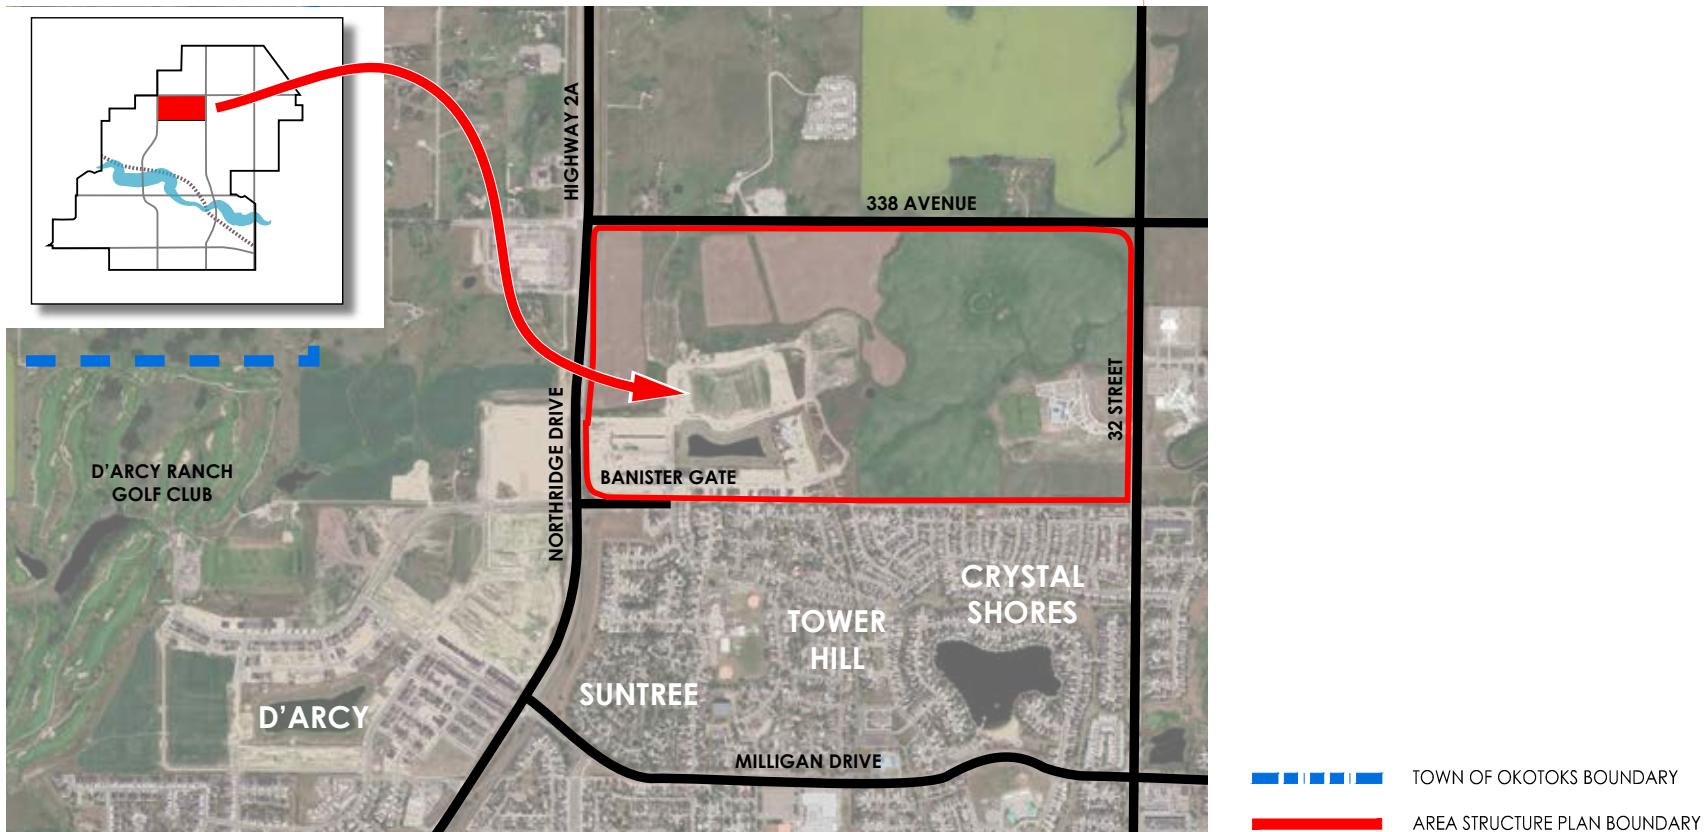 HIGHWAY 2A
338 AVENUE
32 STREET
NORTHRIDGE DRIVE
BANISTER GATE
D'ARCY RANCH
GOLF CLUB
CRYSTAL
SHORES
TOWER
HILL
SUNTREE
D'ARCY
MILLIGAN DRIVE
TOWN OF OKOTOKS BOUNDARY
AREA STRUCTURE PLAN BOUNDARY